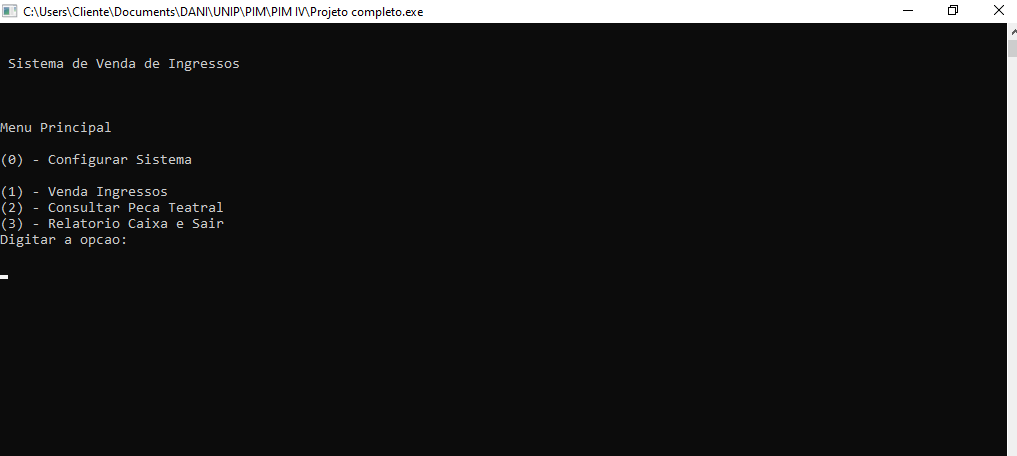 C:\Users\Cliente\Documents\DANI\UNIP\PIM\PIM IV\Projeto completo.exe
Sistema de Venda de Ingressos
Menu Principal
(0) - Configurar Sistema
(1) - Venda Ingressos
(2) - Consultar Peca Teatral
(3) - Relatorio Caixa e Sair
Digitar a opcao: